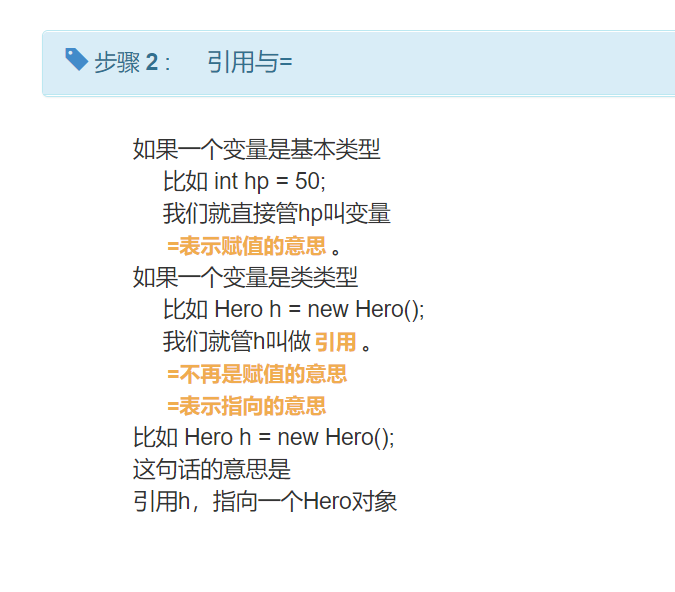 步骤 2 : 引用与=
如果一个变量是基本类型
比如 int hp = 50;
我们就直接管hp叫变量
=表示赋值的意思 。
如果一个变量是类类型
比如 Hero h = new Hero();
我们就管h叫做 引用 。
=不再是赋值的意思
=表示指向的意思
比如 Hero h = new Hero();
这句话的意思是
引用h，指向一个Hero对象